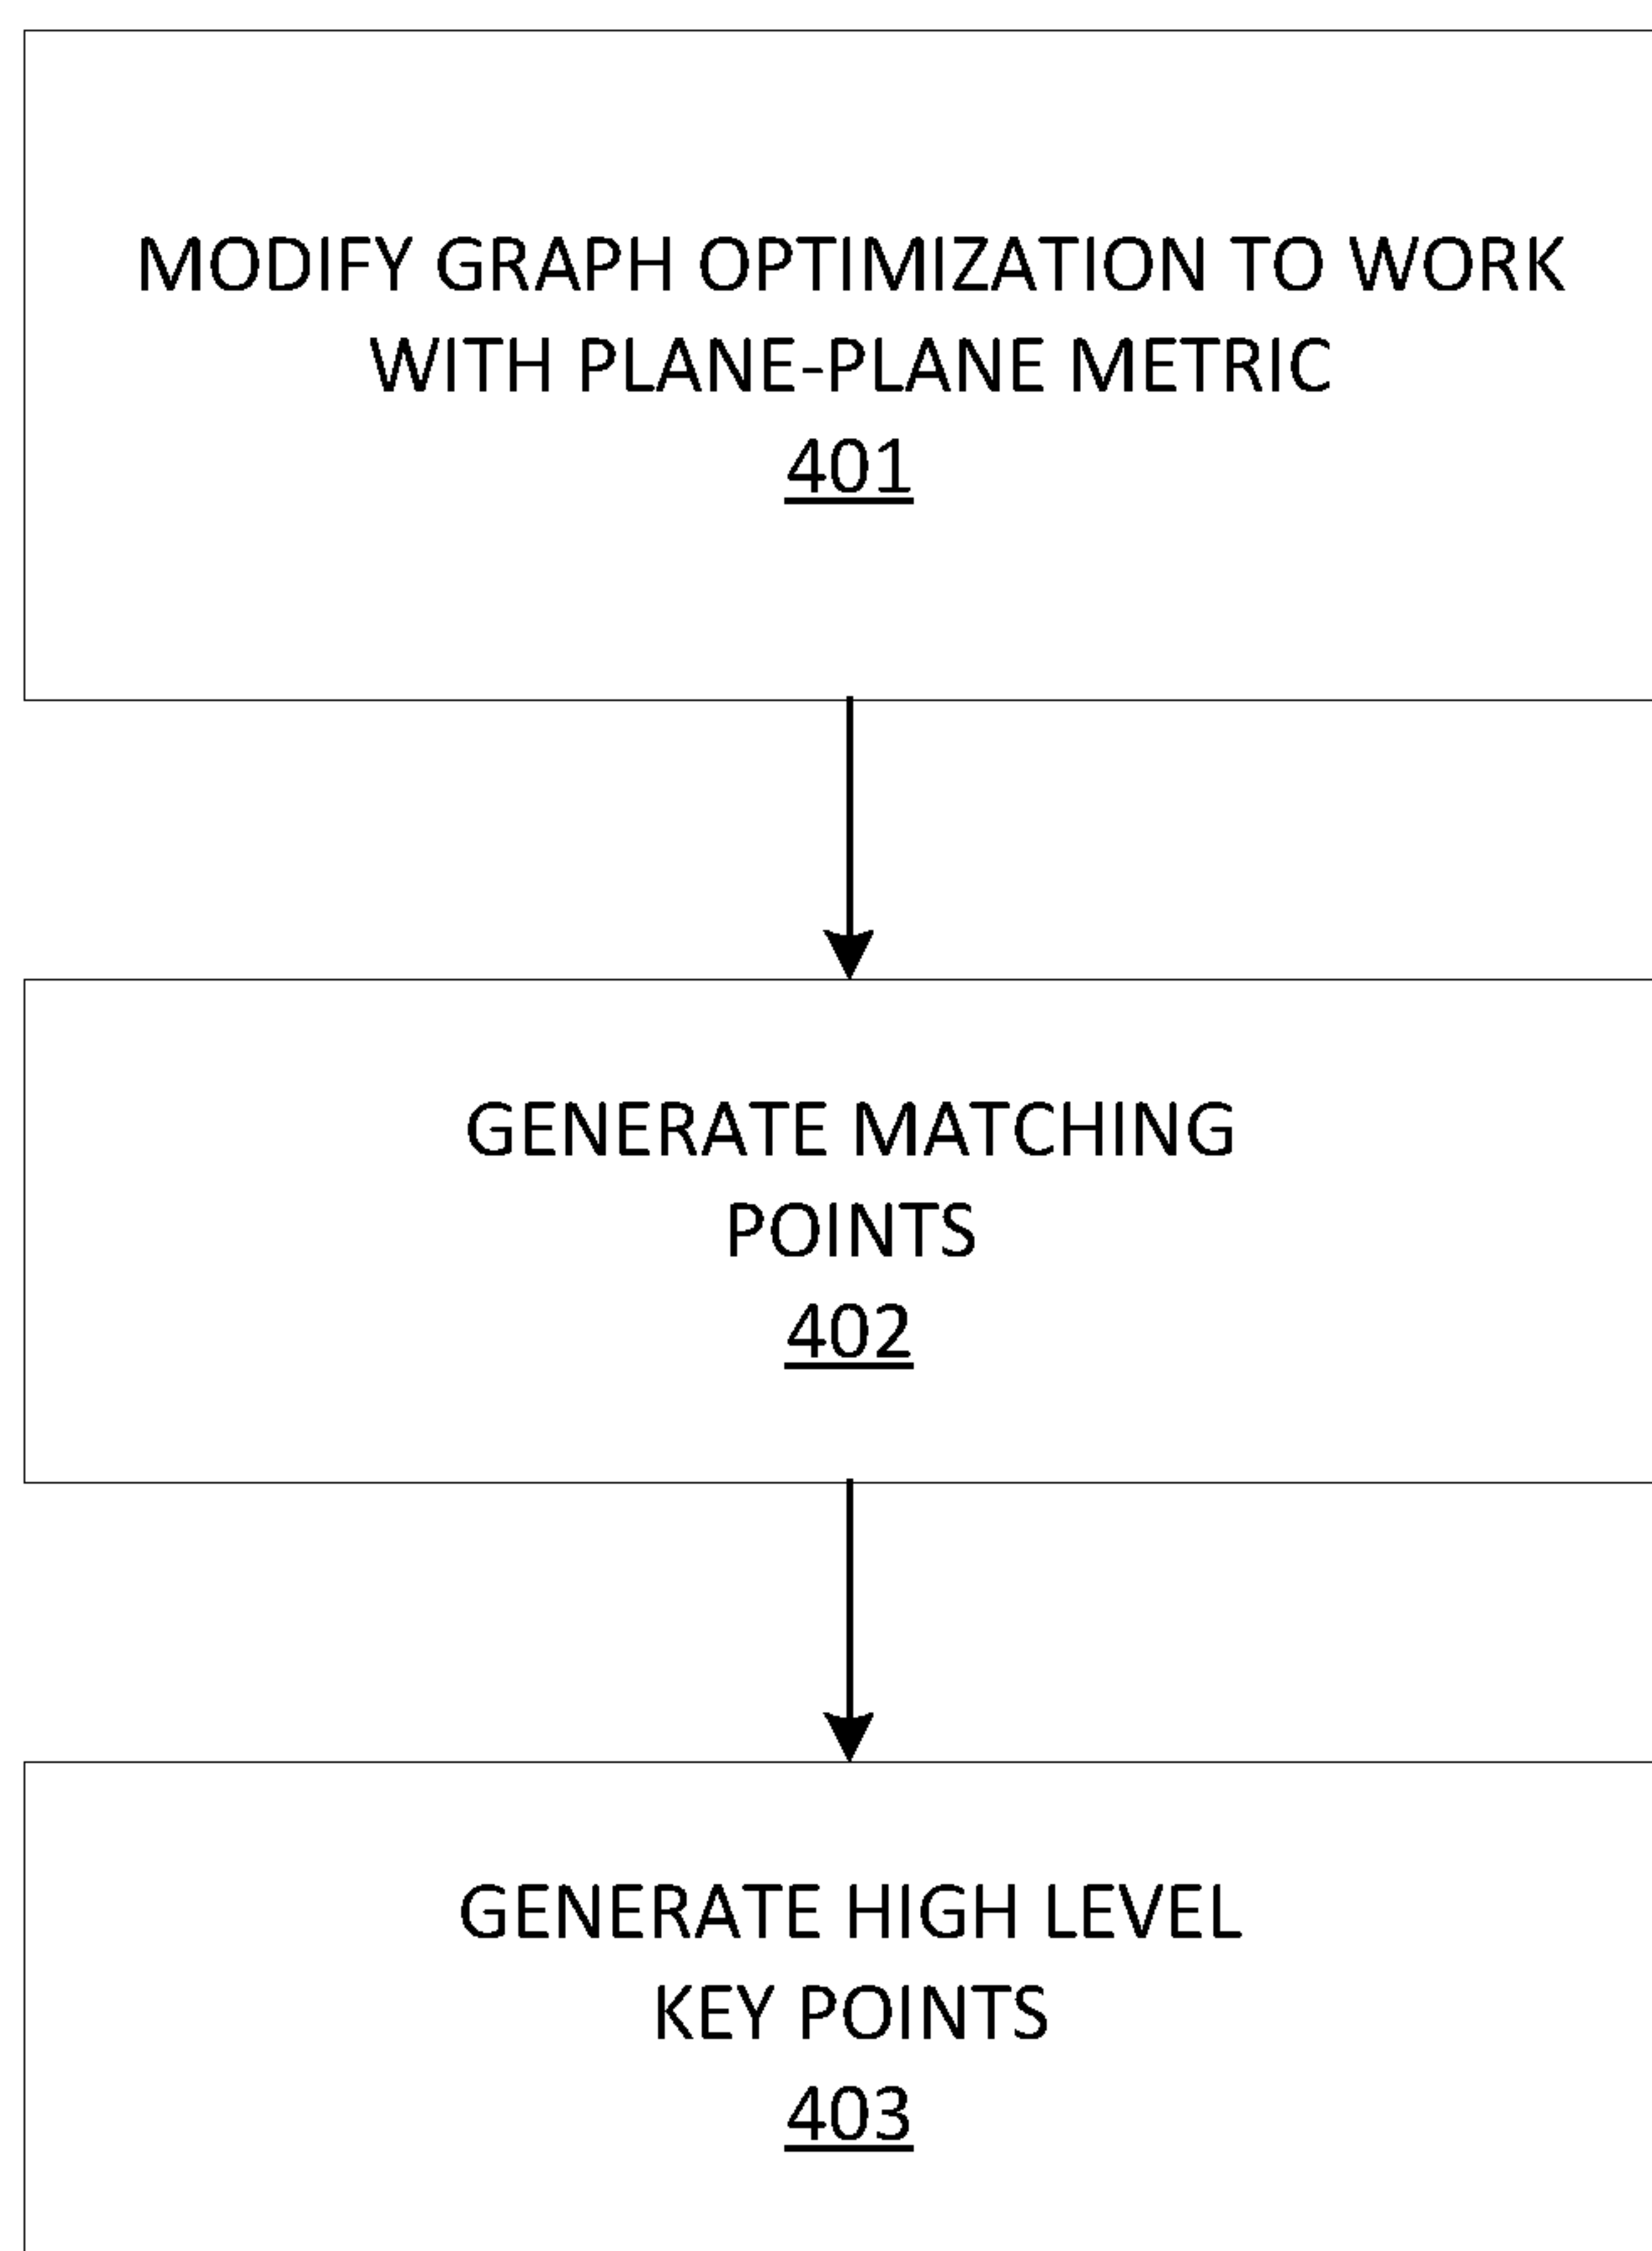 MODIFY GRAPH OPTIMIZATION TO WORK
WITH PLANE-PLANE METRIC
401
GENERATE MATCHING
POINTS
402
GENERATE HIGH LEVEL
KEY POINTS
403